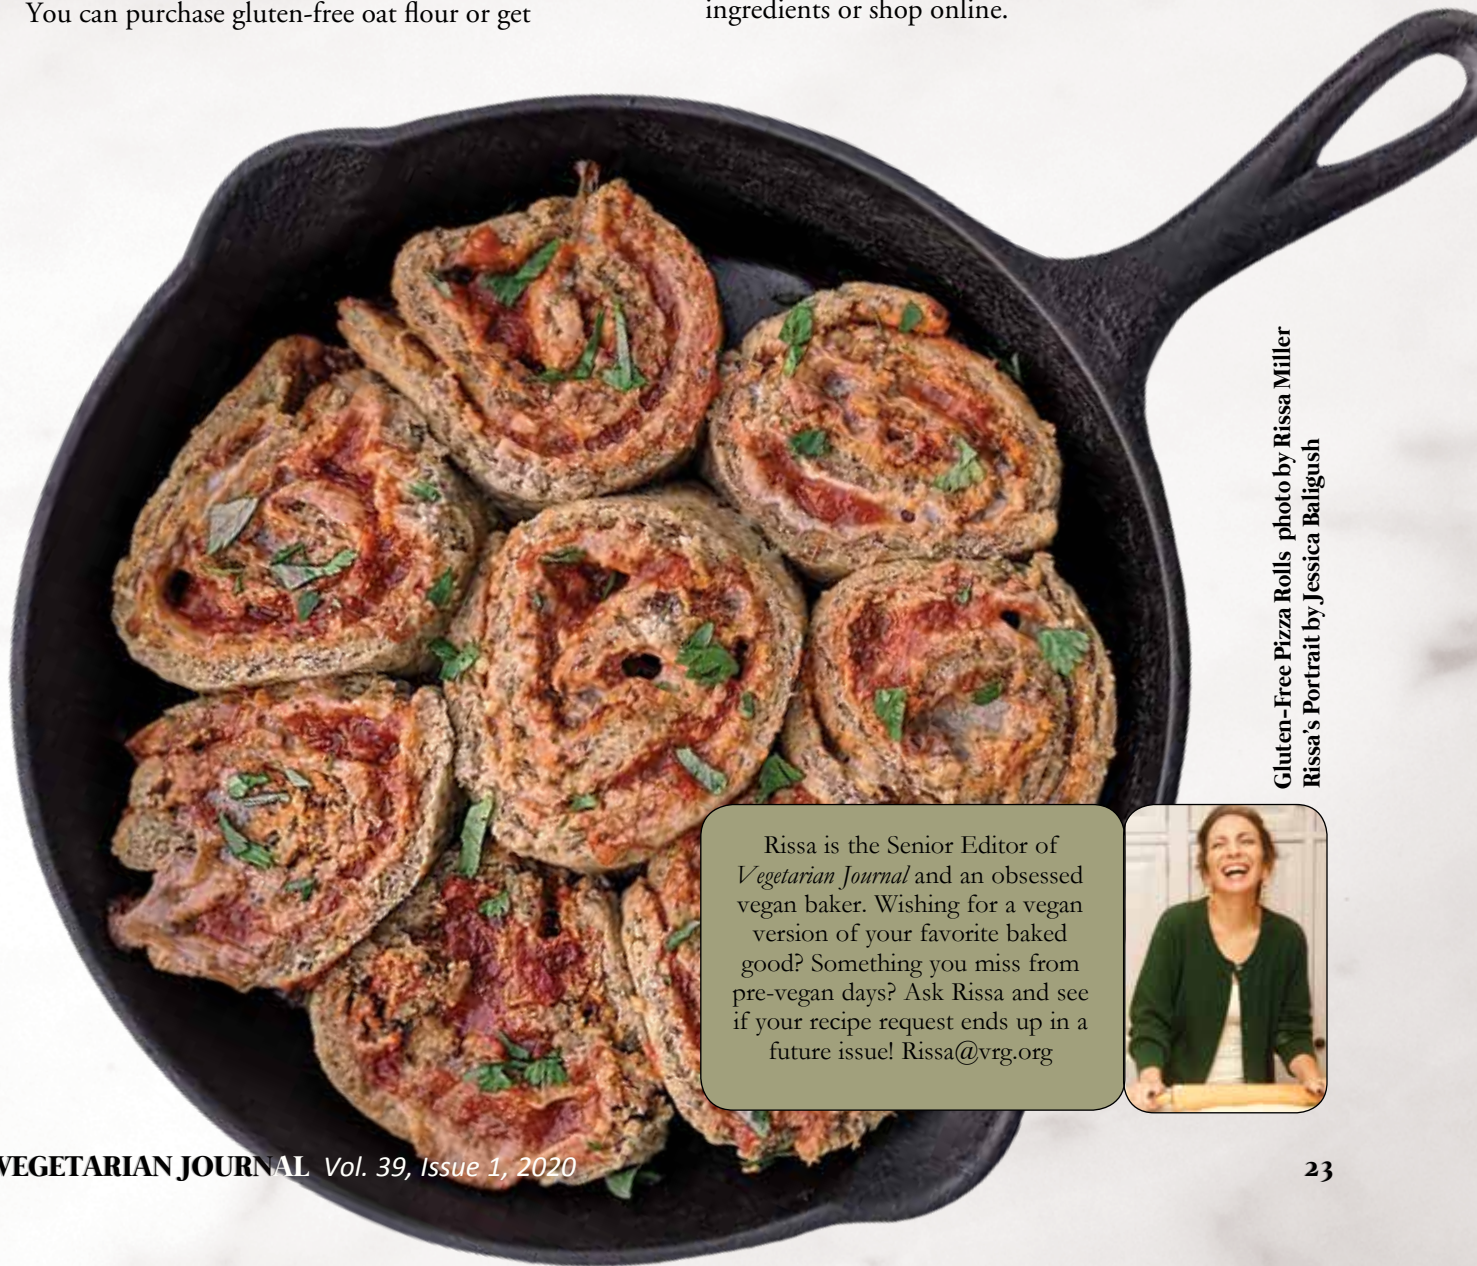 You can purchase gluten-free oat flour or get
ingredients or shop online.
Gluten-Free Pizza Rolls photo by Rissa Miller
Rissa's Portrait by Jessica Baligush
Rissa is the Senior Editor of
Vegetarian Journal and an obsessed
vegan baker. Wishing for a vegan
version of your favorite baked
good? Something you miss from
pre-vegan days? Ask Rissa and see
if your recipe request ends up in a
future issue! Rissa@vrg.org
VEGETARIAN JOURNAL Vol. 39, Issue 1, 2020
23